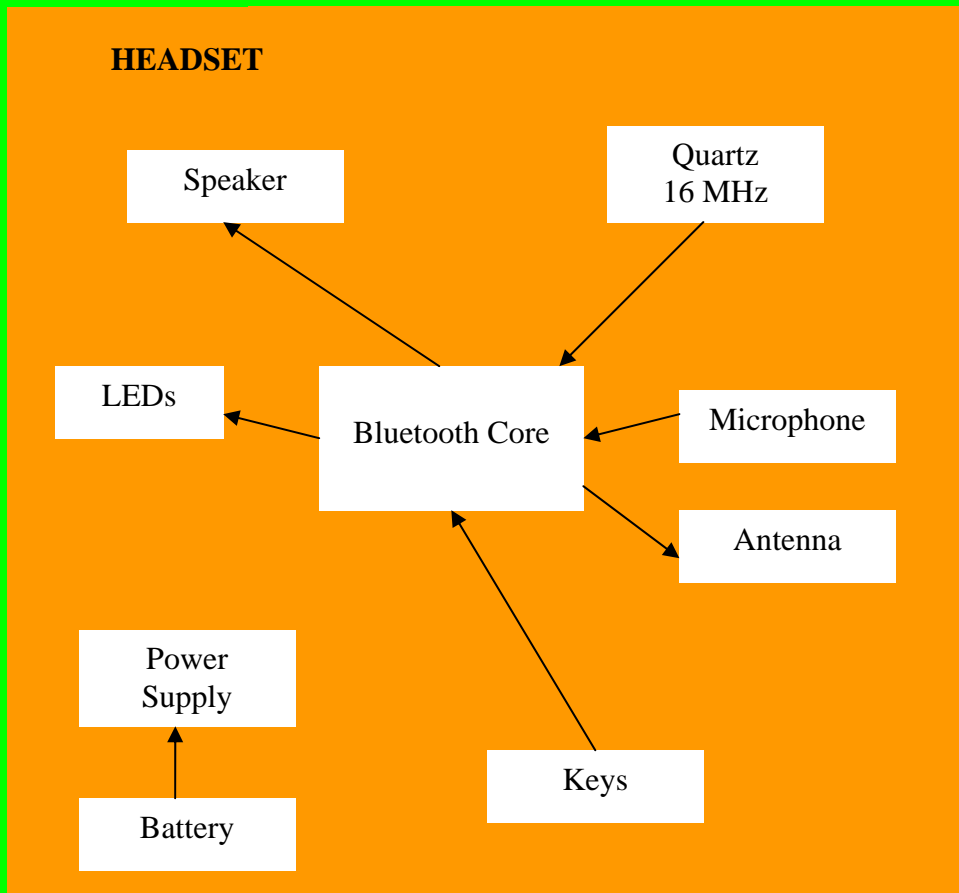 HEADSET
Speaker
Quartz
16 MHz
LEDs
Bluetooth Core
Microphone
Antenna
Power
Supply
Keys
Battery